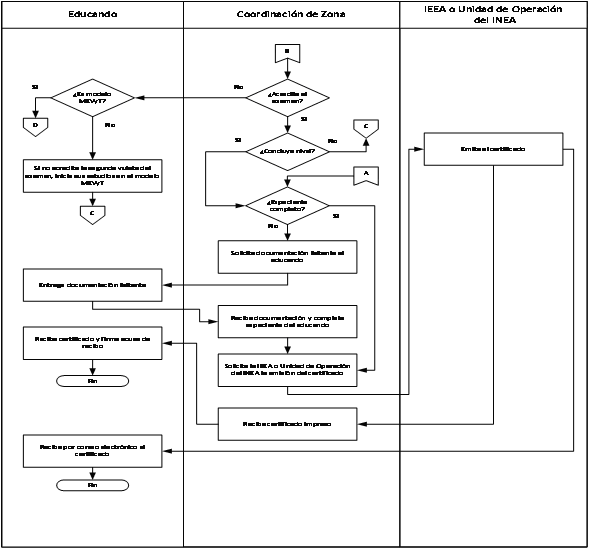 Educando
Coordinación de Zona
IEEA o Unidad de Operación
del INEA
B
¿Acredita el
examen?
No
Si
¿Es modelo
MEVyT?
Si
D
No
Si no acredita la segunda vuelta del
examen, inicia sus estudios en el modelo
MEVyT
C
¿Concluye nivel?
Si
No
C
A
¿Expediente
completo?
Si
No
Emite el certificado
Solicita documentación faltante al
educando
Entrega documentación faltante
Recibe documentación y completa
expediente del educando
Recibe certificado y firma acuse de
recibo
Fin
Solicita la IEEA o Unidad de Operación
del INEA la emisión del certificado
Recibe certificado impreso
Recibe por correo electrónico el
certificado
Fin